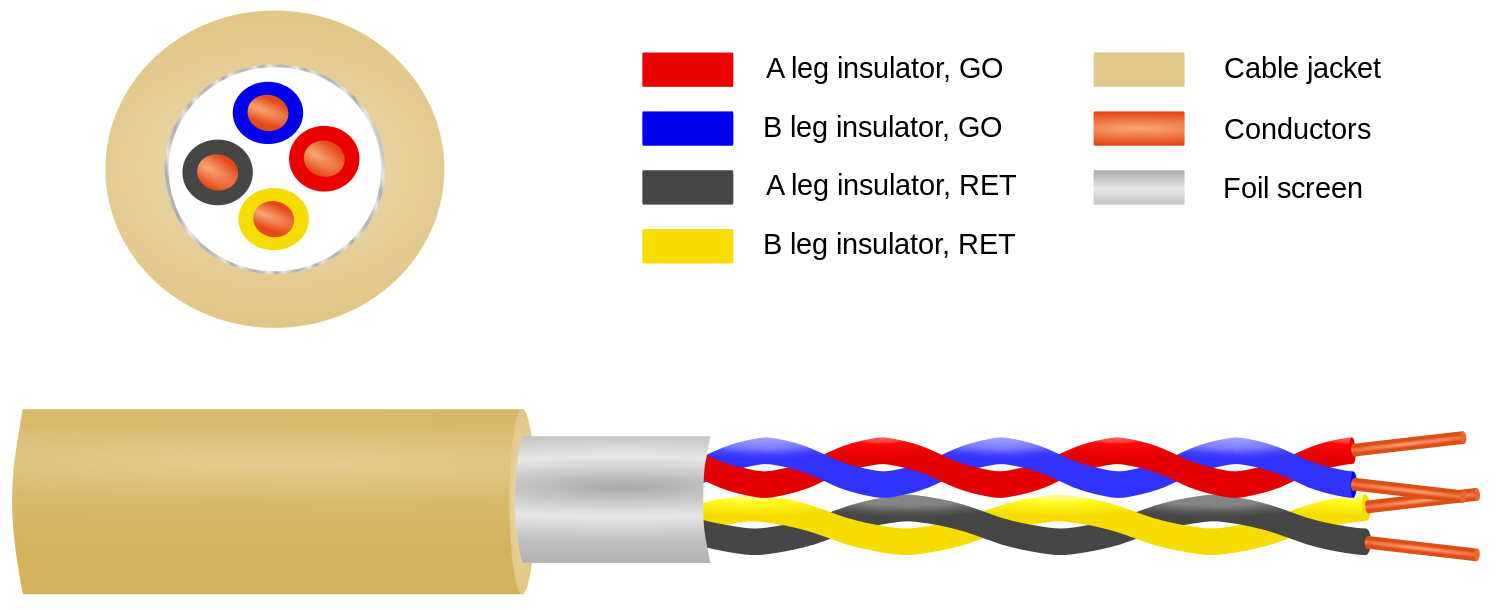 A leg insulator, GO
B leg insulator, GO
A leg insulator, RET
B leg insulator, RET
Cable jacket
Conductors
Foil screen